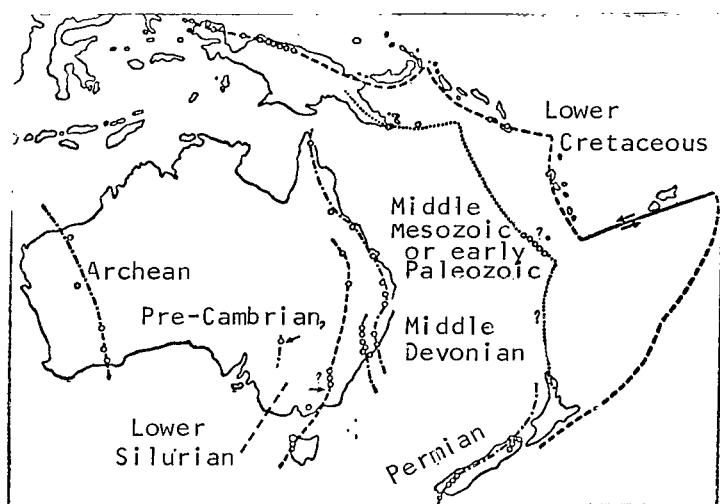 Lower
Cretaceous
Middle
Mesozoic
or early
Paleozoic
Archean
Pre-Cambrian
?
Middle
Devonian
?
Lower
Silurian
Permian
?
?
?